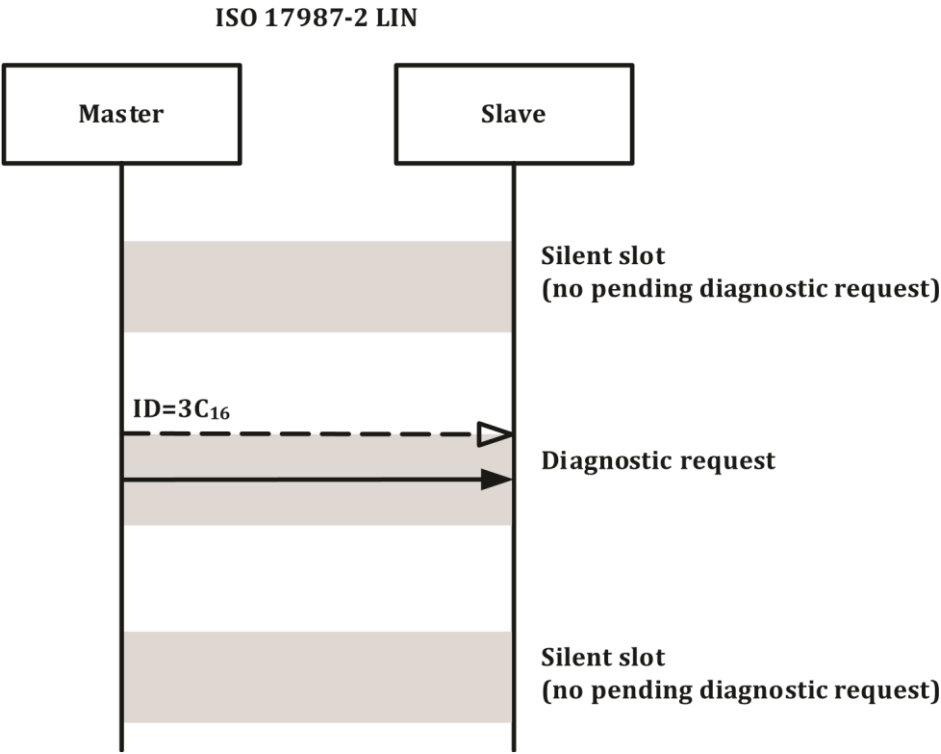 ISO 17987-2 LIN
Master
Slave
Silent slot
(no pending diagnostic request)
ID=3C₁₆
Diagnostic request
Silent slot
(no pending diagnostic request)